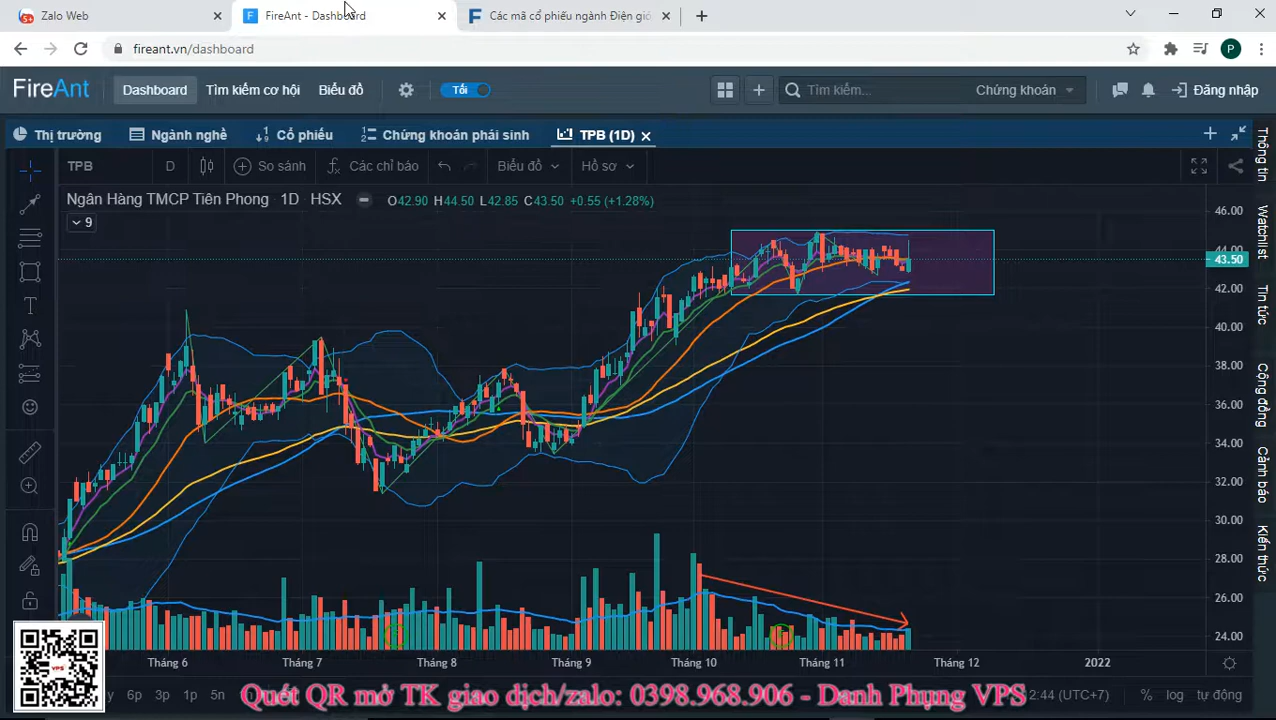 Zalo Web
FireAnt - Dashboard
Các mã cổ phiếu ngành Điện gió
fireant.vn/dashboard
P
FireAnt
Dashboard
Tìm kiếm cơ hội
Biểu đồ
Tối
Tìm kiếm...
Chứng khoán
Đăng nhập
Thị trường
Ngành nghề
Cổ phiếu
Chứng khoán phái sinh
TPB (1D)
TPB
D
So sánh
Các chỉ báo
Biểu đồ
Hồ sơ
Ngân Hàng TMCP Tiên Phong 1D HSX
O42.90 H44.50 L42.85 C43.50 +0.55 (+1.28%)
9
46.00
44.00
43.50
42.00
40.00
38.00
36.00
34.00
32.00
30.00
28.00
26.00
24.00
Thông tin
Watchlist
Tin tức
Cộng đồng
Cảnh báo
Kiến thức
VPS
Tháng 6
Tháng 7
Tháng 8
Tháng 9
Tháng 10
Tháng 11
Tháng 12
2022
y 6p 3p 1p 5n
2:44 (UTC+7)
% log tự động
Quét QR mở TK giao dịch/zalo: 0398.968.906 - Danh Phụng VPS